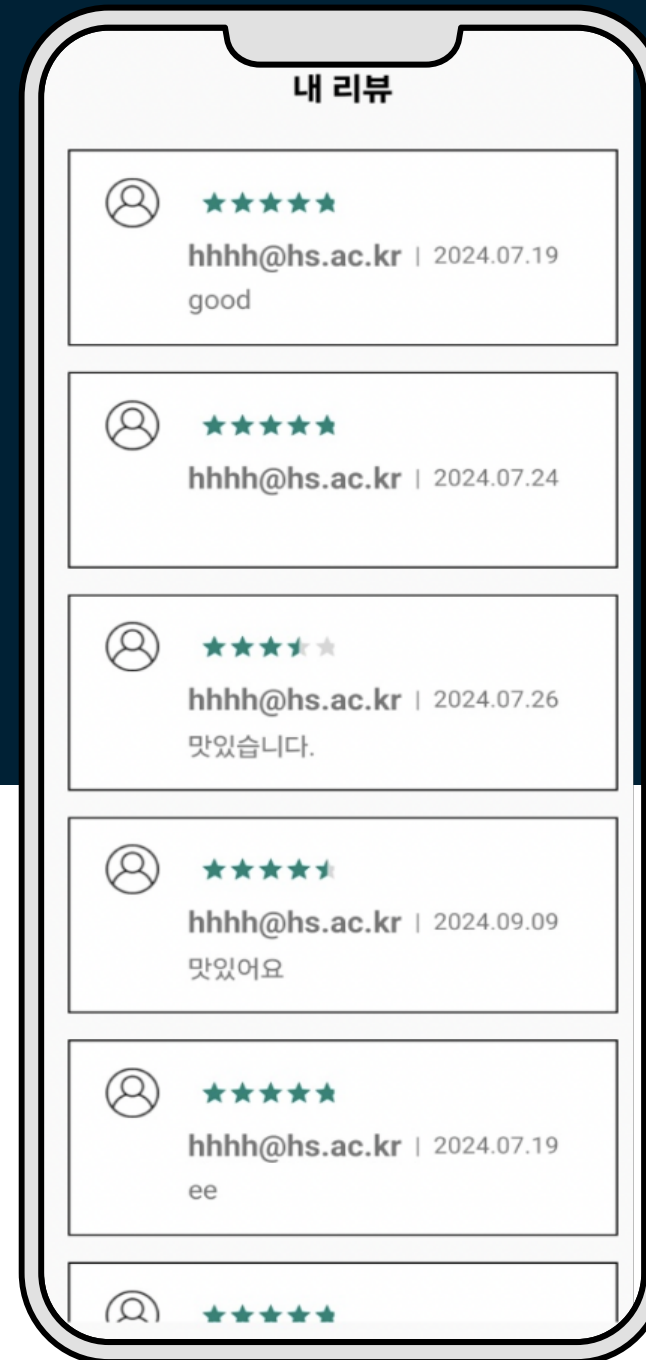 내 리뷰
hhhh@hs.ac.kr | 2024.07.19
good
hhhh@hs.ac.kr | 2024.07.24
hhhh@hs.ac.kr | 2024.07.26
맛있습니다.
hhhh@hs.ac.kr | 2024.09.09
맛있어요
hhhh@hs.ac.kr | 2024.07.19
ee